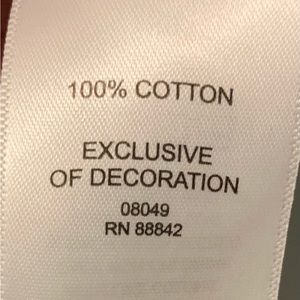 100% COTTON
EXCLUSIVE
OF DECORATION
08049
RN 88842